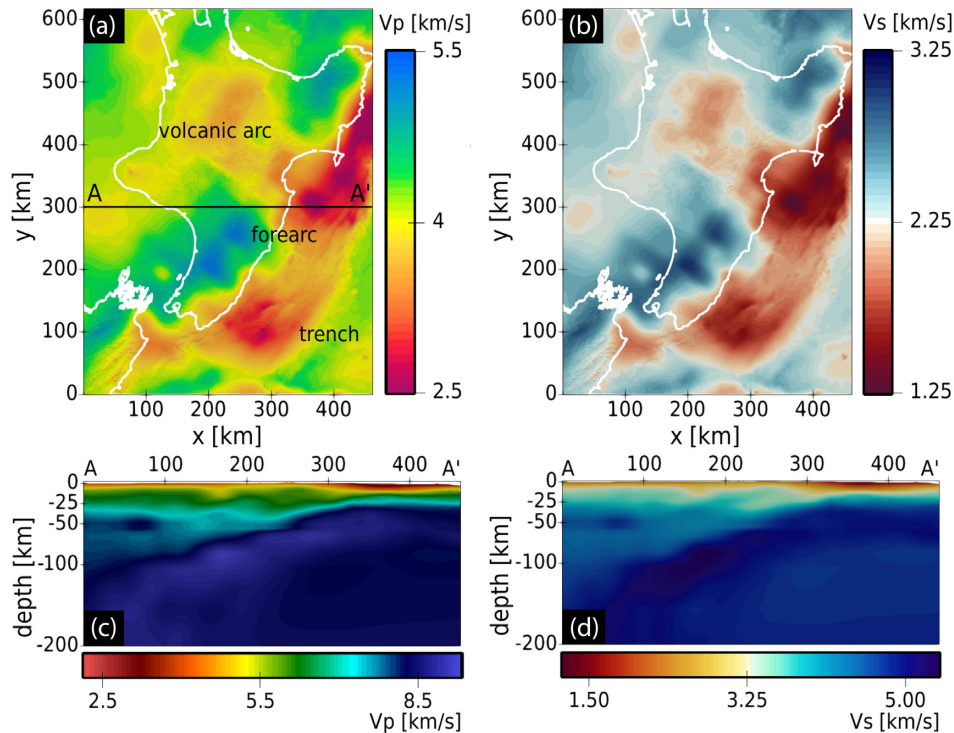 (a)
Vp [km/s]
5.5
4
2.5
600
500
400
300
200
100
0
y [km]
volcanic arc
A
A'
forearc
trench
100
200
300
400
x [km]
(b)
Vs [km/s]
3.25
2.25
1.25
600
500
400
300
200
100
0
y [km]
100
200
300
400
x [km]
A
100
200
300
400
A'
0
-25
-50
-100
-200
depth [km]
(c)
2.5
5.5
8.5
Vp [km/s]
A
100
200
300
400
A'
0
-25
-50
-100
-200
depth [km]
(d)
1.50
3.25
5.00
Vs [km/s]